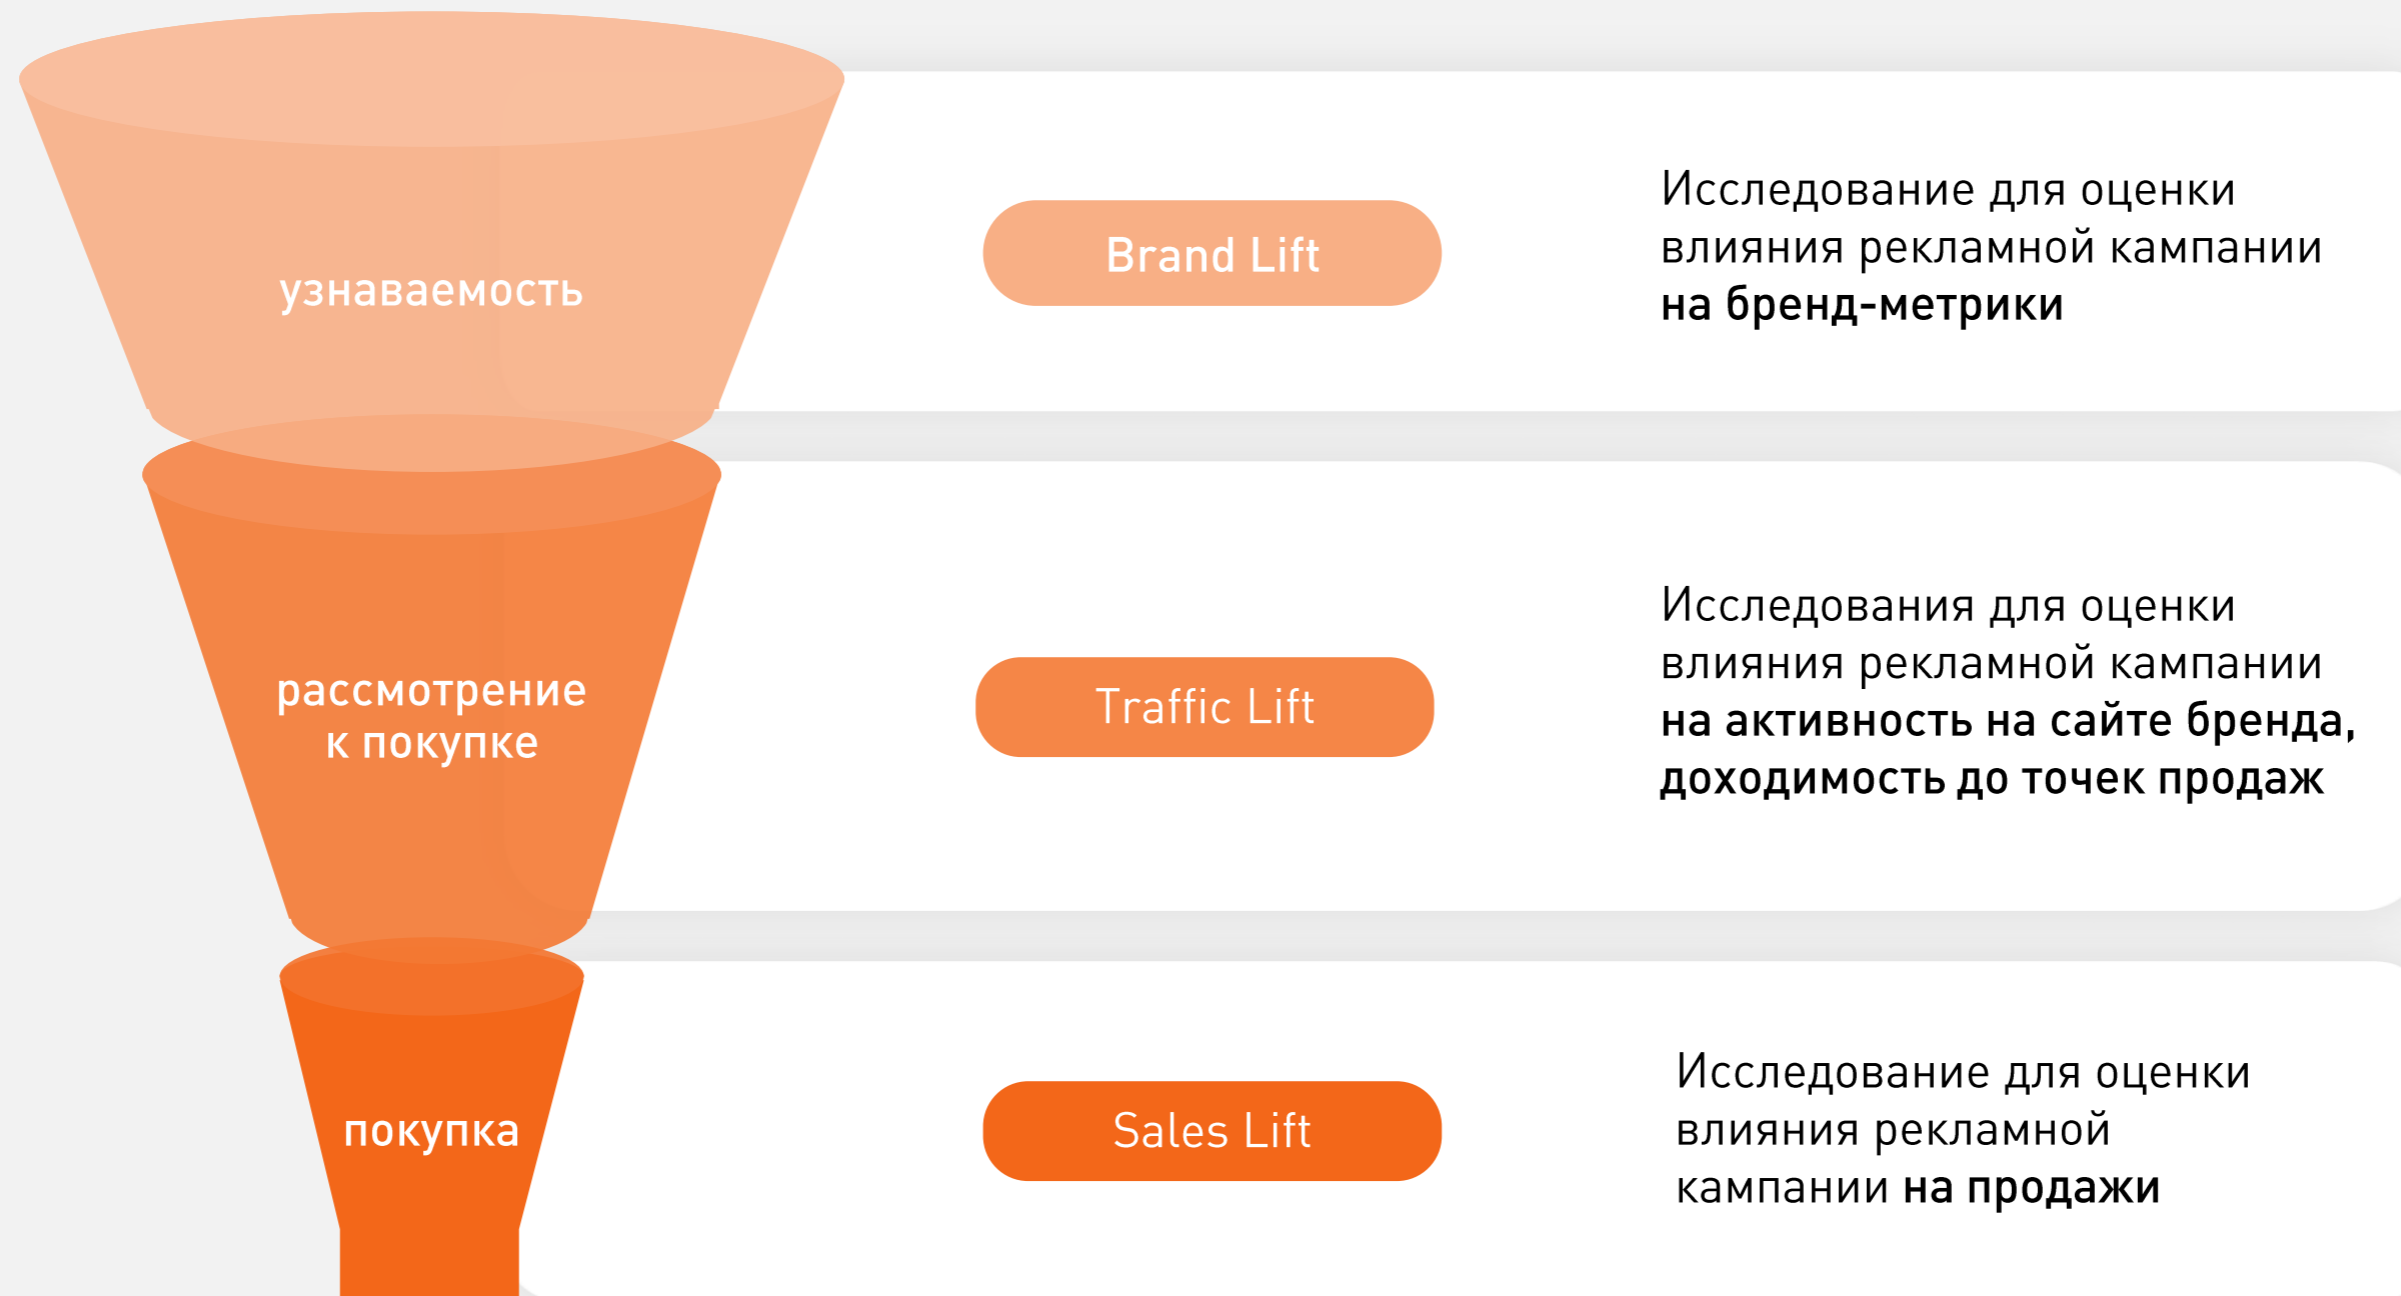 узнаваемость
Brand Lift
Исследование для оценки
влияния рекламной кампании
на бренд-метрики
рассмотрение
к покупке
Traffic Lift
Исследования для оценки
влияния рекламной кампании
на активность на сайте бренда,
доходимость до точек продаж
покупка
Sales Lift
Исследование для оценки
влияния рекламной
кампании на продажи